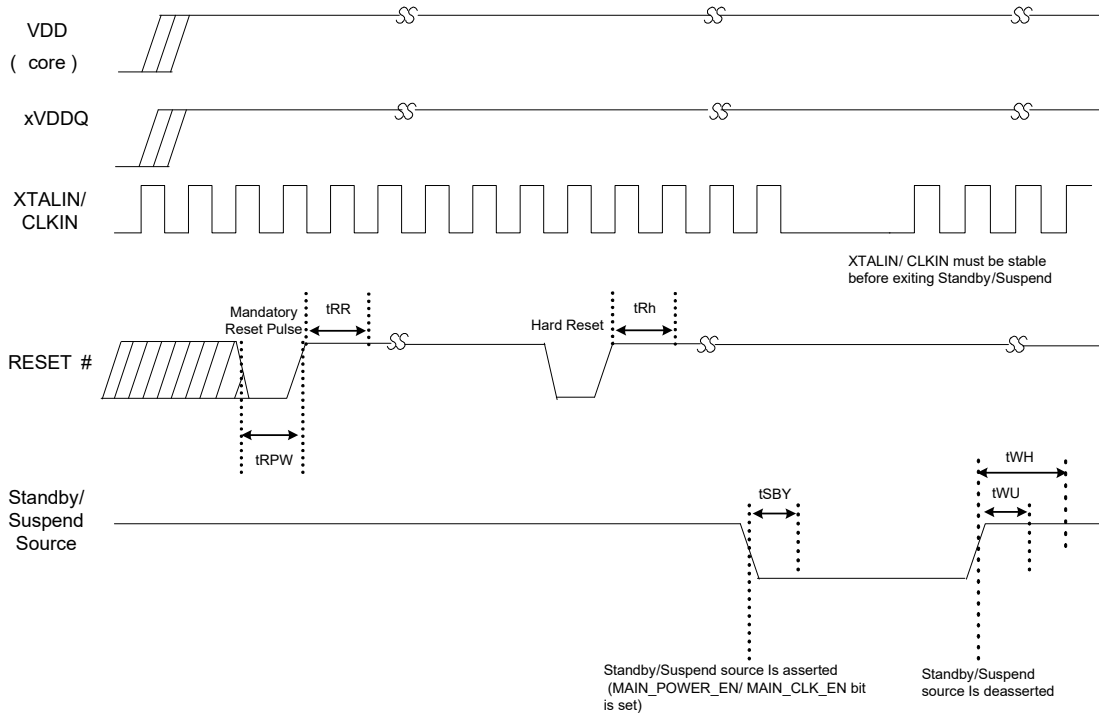 VDD
( core )
xVDDQ
XTALIN/
CLKIN
XTALIN/ CLKIN must be stable
before exiting Standby/Suspend
Mandatory
Reset Pulse
tRR
Hard Reset
tRh
RESET #
tRPW
tWH
tSBY
tWU
Standby/
Suspend
Source
Standby/Suspend source Is asserted
(MAIN_POWER_EN/ MAIN_CLK_EN bit
is set)
Standby/Suspend
source Is deasserted